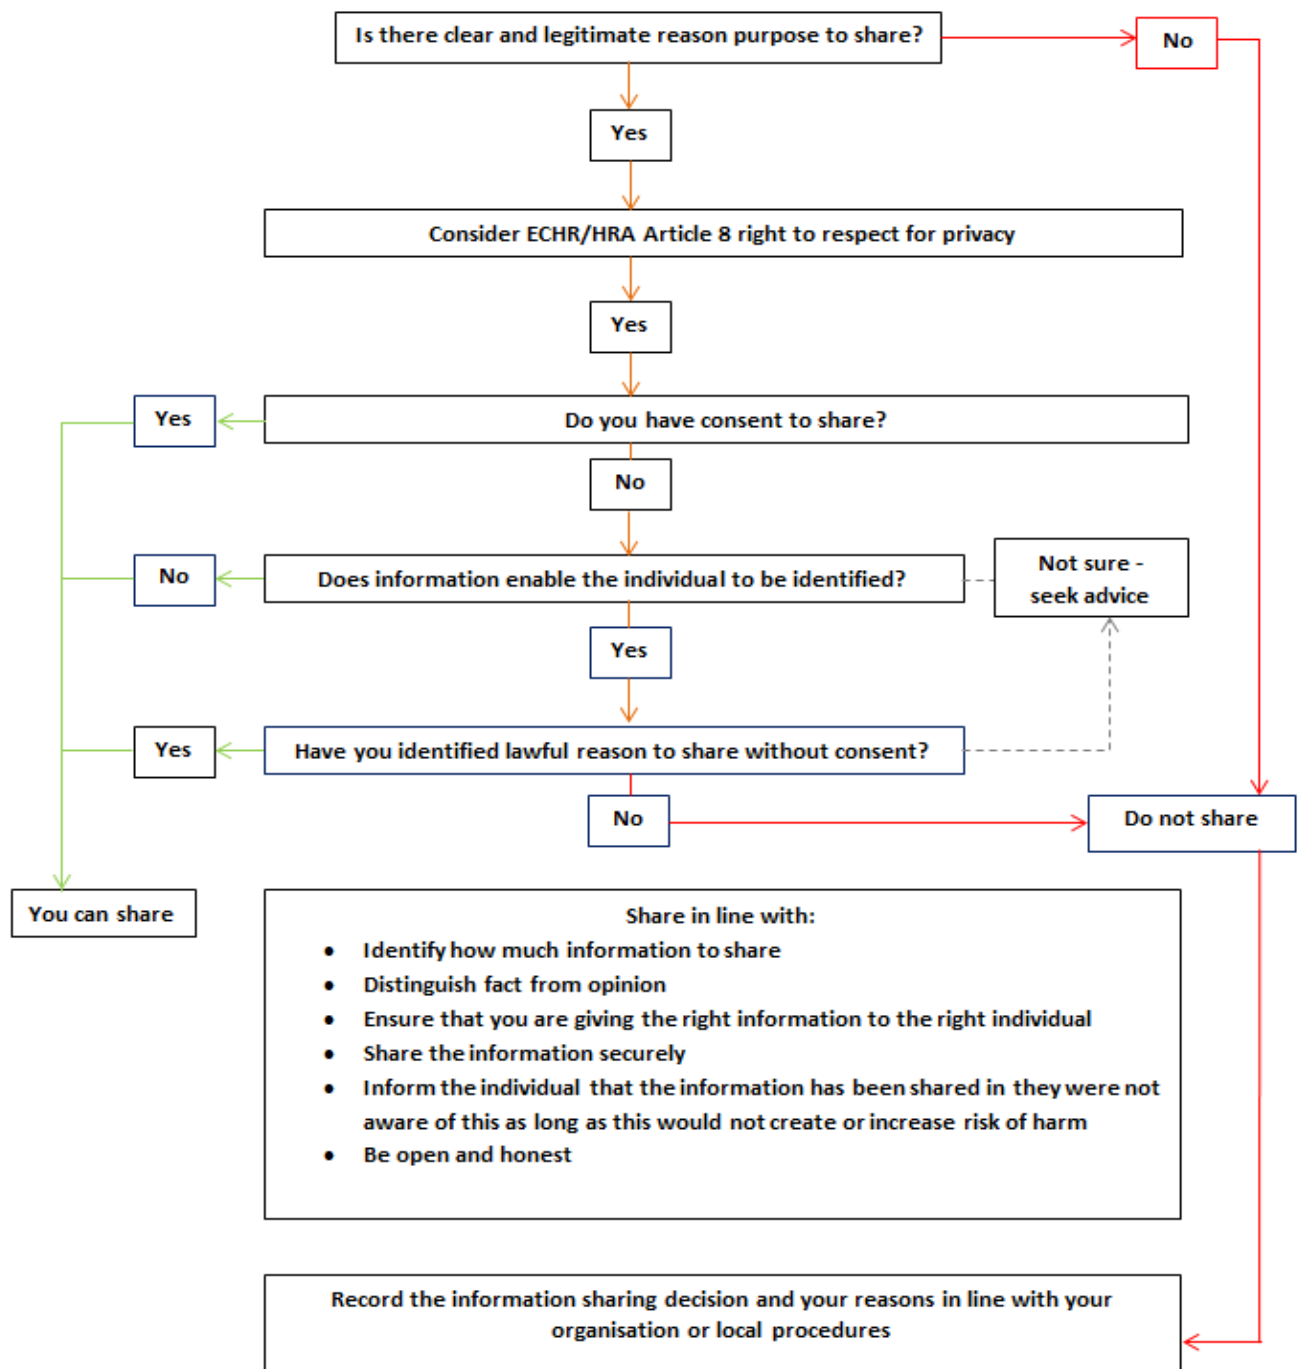 Is there clear and legitimate reason purpose to share?
No
Yes
Consider ECHR/HRA Article 8 right to respect for privacy
Yes
Do you have consent to share?
Yes
No
Does information enable the individual to be identified?
No
Not sure -
seek advice
Yes
Have you identified lawful reason to share without consent?
Yes
No
Do not share
You can share
Share in line with:
• Identify how much information to share
• Distinguish fact from opinion
• Ensure that you are giving the right information to the right individual
• Share the information securely
• Inform the individual that the information has been shared in they were not
aware of this as long as this would not create or increase risk of harm
• Be open and honest
Record the information sharing decision and your reasons in line with your
organisation or local procedures